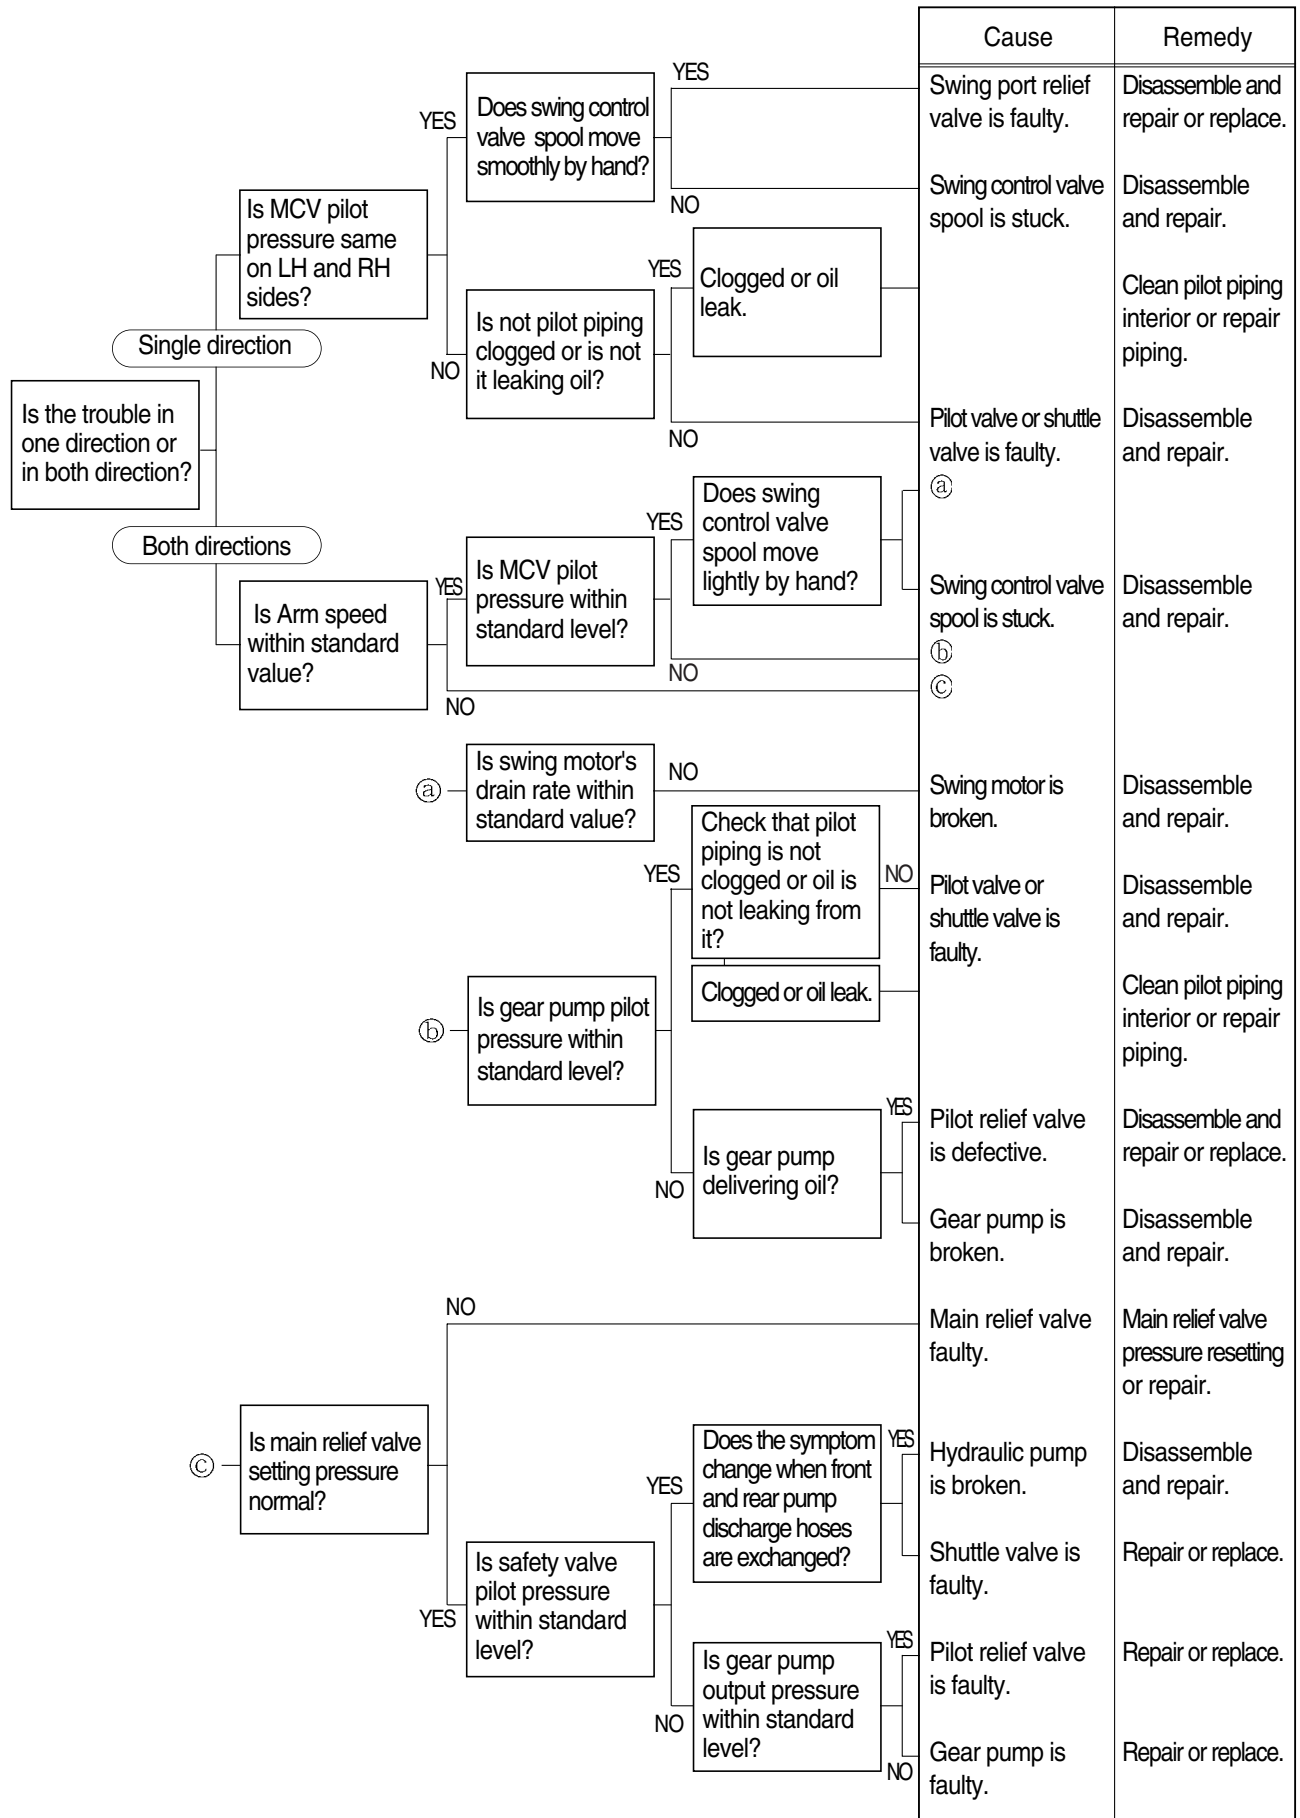 Cause
Remedy
YES
Does swing control
valve spool move
smoothly by hand?
YES
NO
Swing port relief
valve is faulty.
Disassemble and
repair or replace.
Swing control valve
spool is stuck.
Disassemble
and repair.
Is MCV pilot
pressure same
on LH and RH
sides?
YES
Clogged or oil
leak.
Clean pilot piping
interior or repair
piping.
Is not pilot piping
clogged or is not
it leaking oil?
NO
Single direction
NO
Pilot valve or shuttle
valve is faulty.
Disassemble
and repair.
Is the trouble in
one direction or
in both direction?
Both directions
Does swing
control valve
spool move
lightly by hand?
ⓐ
YES
Is MCV pilot
pressure within
standard level?
YES
Swing control valve
spool is stuck.
Disassemble
and repair.
Is Arm speed
within standard
value?
NO
ⓑ
NO
ⓒ
ⓐ
Is swing motor's
drain rate within
standard value?
NO
Swing motor is
broken.
Disassemble
and repair.
YES
Check that pilot
piping is not
clogged or oil is
not leaking from
it?
NO
Pilot valve or
shuttle valve is
faulty.
Disassemble
and repair.
Clogged or oil leak.
Clean pilot piping
interior or repair
piping.
ⓑ
Is gear pump pilot
pressure within
standard level?
NO
Is gear pump
delivering oil?
YES
Pilot relief valve
is defective.
Disassemble and
repair or replace.
Gear pump is
broken.
Disassemble
and repair.
NO
Main relief valve
faulty.
Main relief valve
pressure resetting
or repair.
ⓒ
Is main relief valve
setting pressure
normal?
YES
Does the symptom
change when front
and rear pump
discharge hoses
are exchanged?
YES
Hydraulic pump
is broken.
Disassemble
and repair.
Shuttle valve is
faulty.
Repair or replace.
YES
Is safety valve
pilot pressure
within standard
level?
NO
Is gear pump
output pressure
within standard
level?
YES
Pilot relief valve
is faulty.
Repair or replace.
NO
Gear pump is
faulty.
Repair or replace.